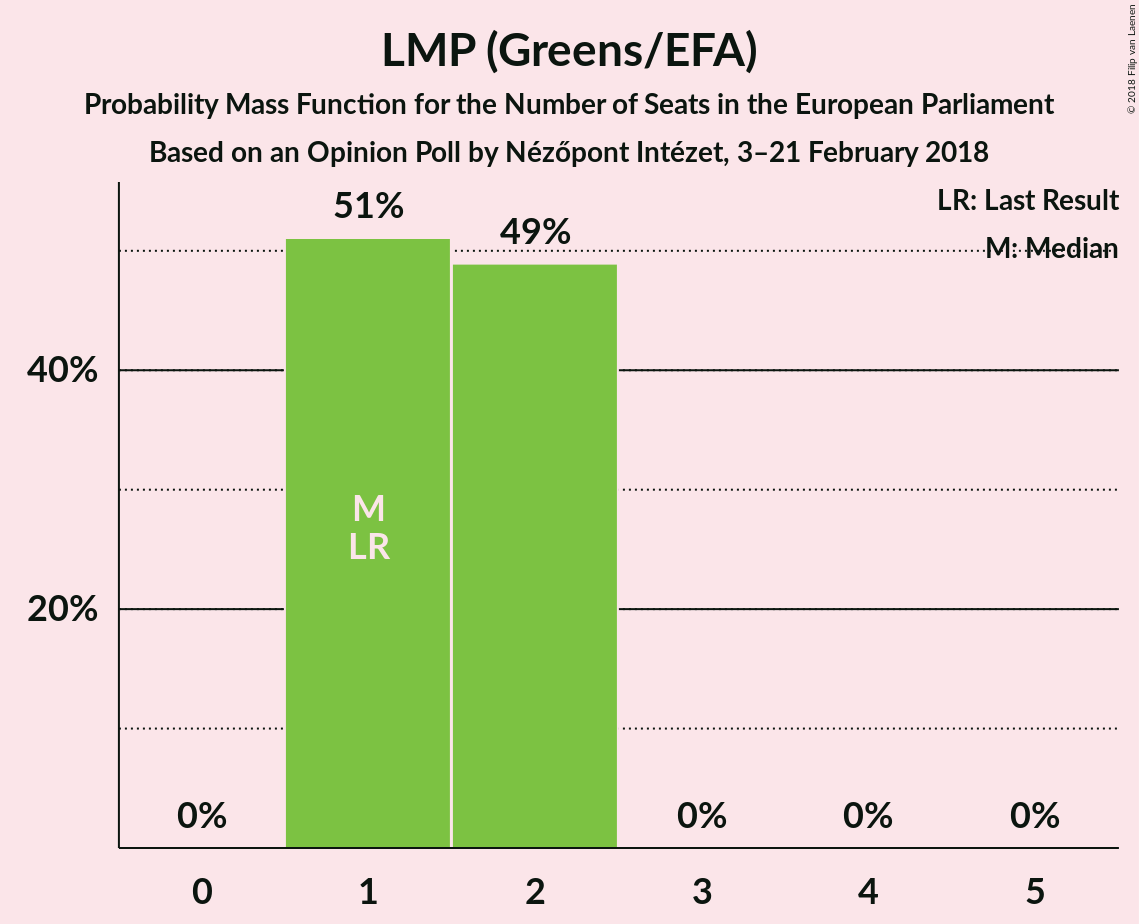 LMP (Greens/EFA)
Probability Mass Function for the Number of Seats in the European Parliament
Based on an Opinion Poll by Nézőpont Intézet, 3–21 February 2018
© 2018 Filip van Laenen
LR: Last Result
M: Median
51%
49%
40%
20%
M
LR
0%
0%
0%
0%
0
1
2
3
4
5